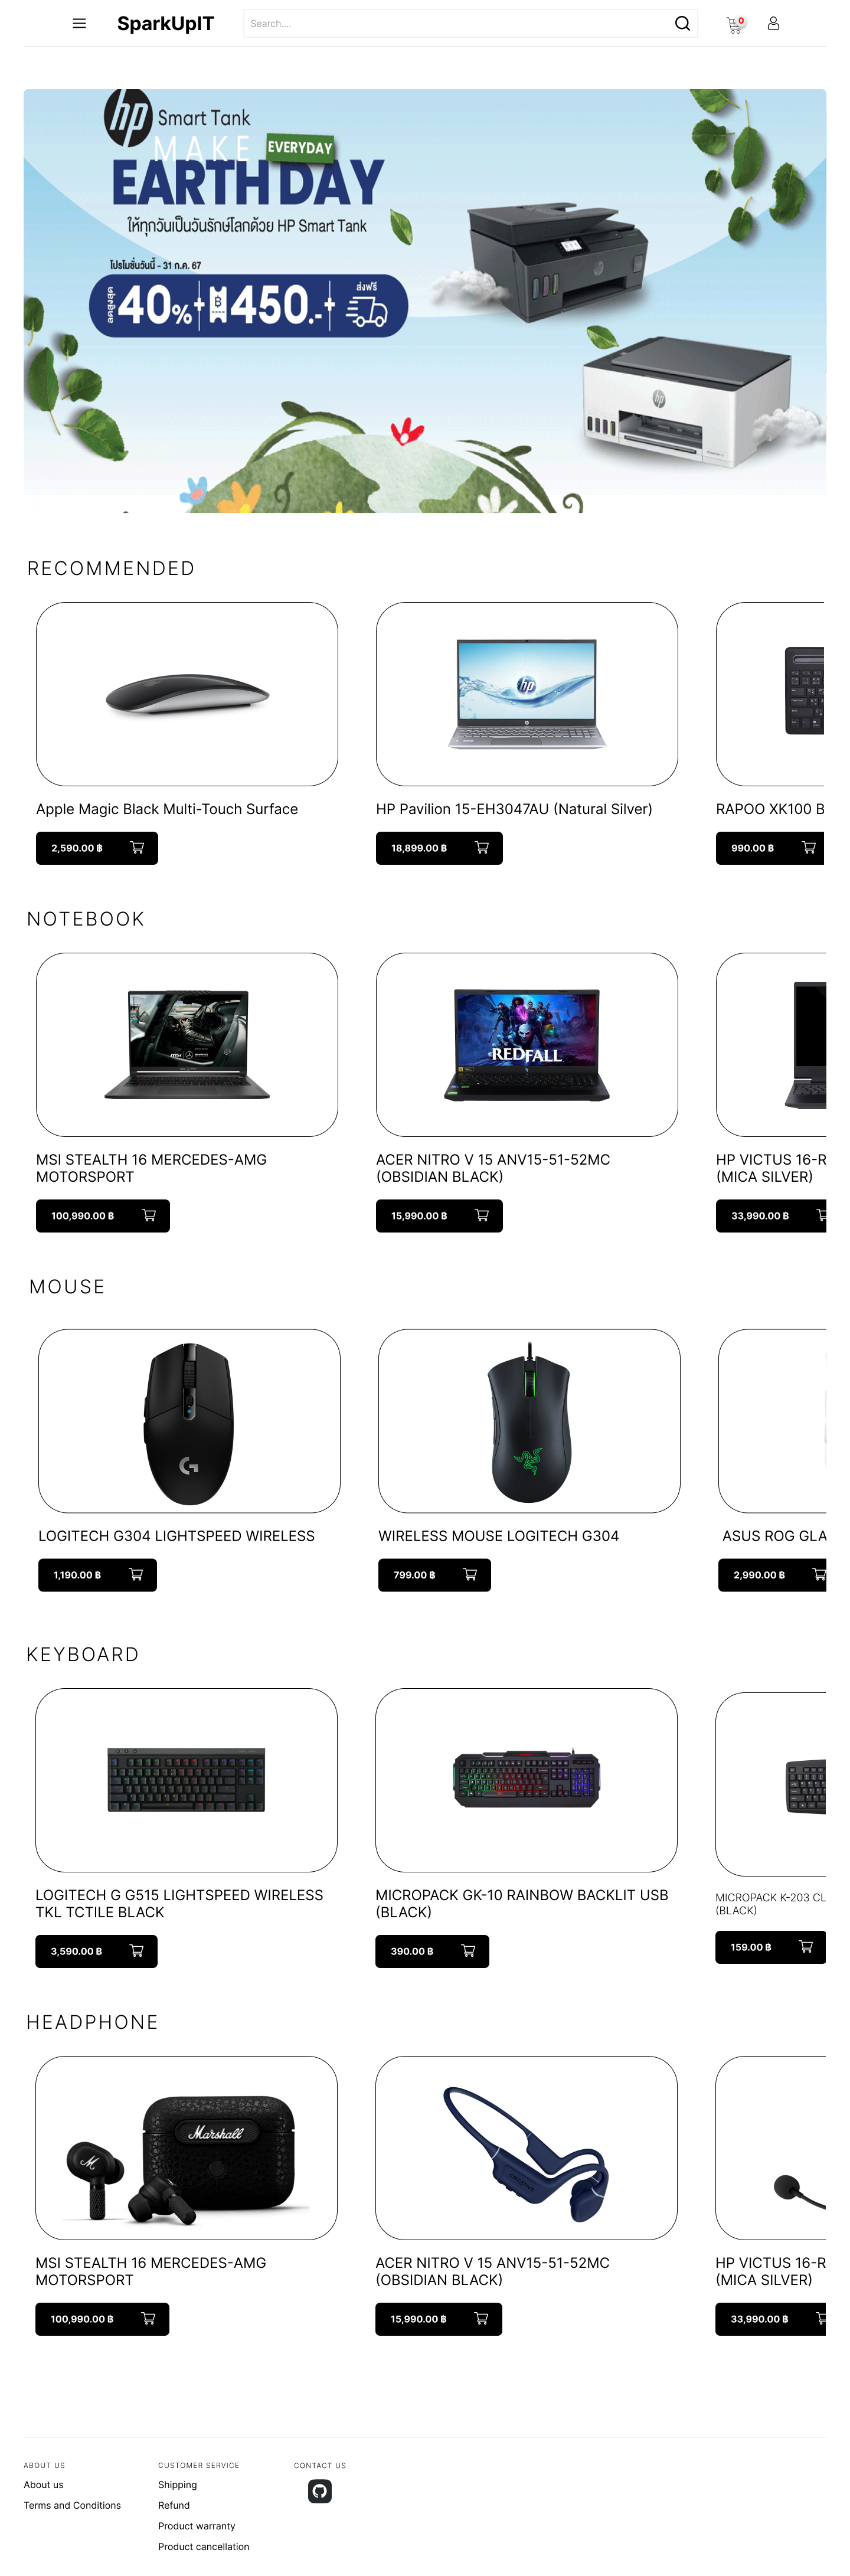 SparkUpIT
Search....
0
hp Smart Tank
MAKE EVERYDAY
EARTH DAY
ให้ทุกวันเป็นวันรักษ์โลกด้วย HP Smart Tank
โปรโมชั่นวันนี้ - 31 ก.ค. 67
ลดสูงสุด 40% + ฿ 450.- + ส่งฟรี
hp
hp
RECOMMENDED
hp
Apple Magic Black Multi-Touch Surface
HP Pavilion 15-EH3047AU (Natural Silver)
RAPOO XK100 B
2,590.00 ฿
18,899.00 ฿
990.00 ฿
NOTEBOOK
REDFALL
MSI STEALTH 16 MERCEDES-AMG
MOTORSPORT
ACER NITRO V 15 ANV15-51-52MC
(OBSIDIAN BLACK)
HP VICTUS 16-R
(MICA SILVER)
100,990.00 ฿
15,990.00 ฿
33,990.00 ฿
MOUSE
G
LOGITECH G304 LIGHTSPEED WIRELESS
WIRELESS MOUSE LOGITECH G304
ASUS ROG GLA
1,190.00 ฿
799.00 ฿
2,990.00 ฿
KEYBOARD
LOGITECH G G515 LIGHTSPEED WIRELESS
TKL TCTILE BLACK
MICROPACK GK-10 RAINBOW BACKLIT USB
(BLACK)
MICROPACK K-203 CL
(BLACK)
3,590.00 ฿
390.00 ฿
159.00 ฿
HEADPHONE
Marshall
M
CREATIVE
MSI STEALTH 16 MERCEDES-AMG
MOTORSPORT
ACER NITRO V 15 ANV15-51-52MC
(OBSIDIAN BLACK)
HP VICTUS 16-R
(MICA SILVER)
100,990.00 ฿
15,990.00 ฿
33,990.00 ฿
ABOUT US
About us
Terms and Conditions
CUSTOMER SERVICE
Shipping
Refund
Product warranty
Product cancellation
CONTACT US